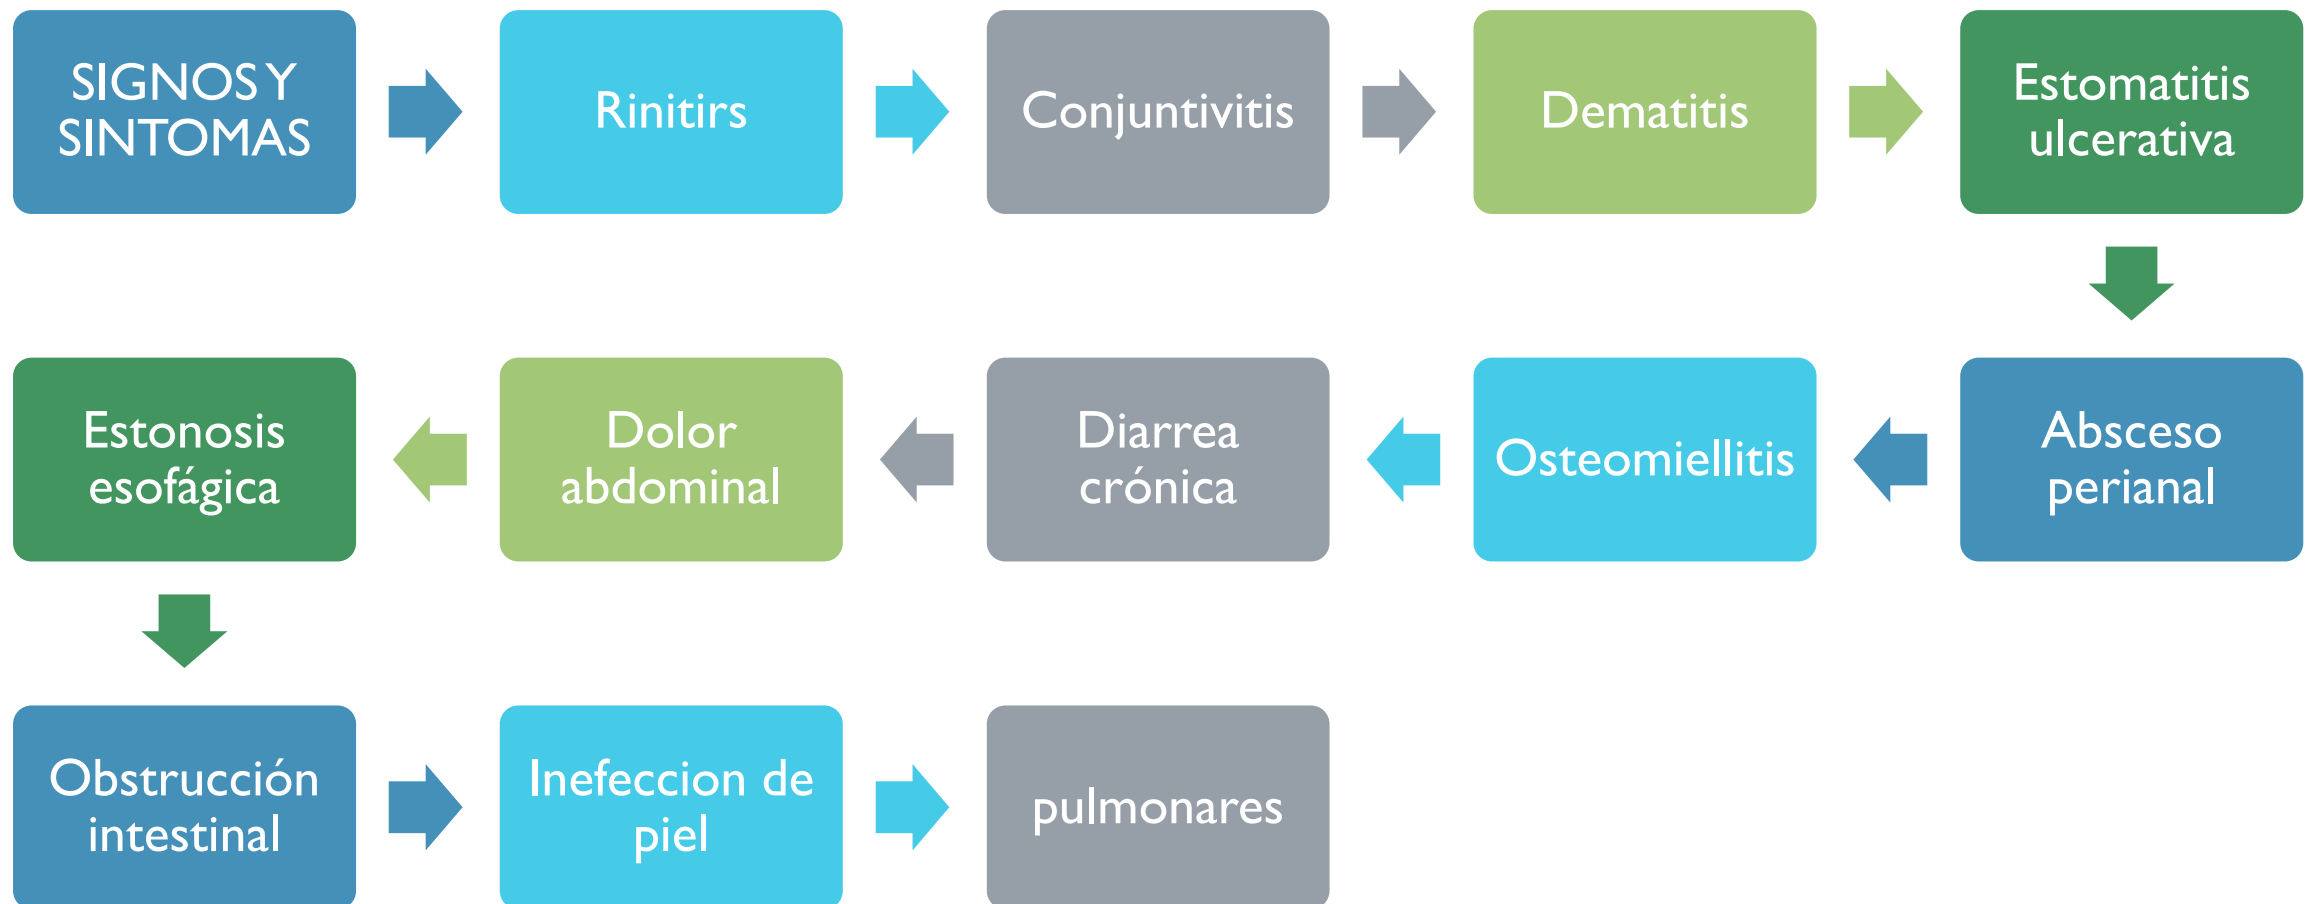 SIGNOS Y
SINTOMAS
Rinitirs
Conjuntivitis
Dematitis
Estomatitis
ulcerativa
Absceso
perianal
Osteomiellitis
Diarrea
crónica
Dolor
abdominal
Estonosis
esofágica
Obstrucción
intestinal
Inefeccion de
piel
pulmonares